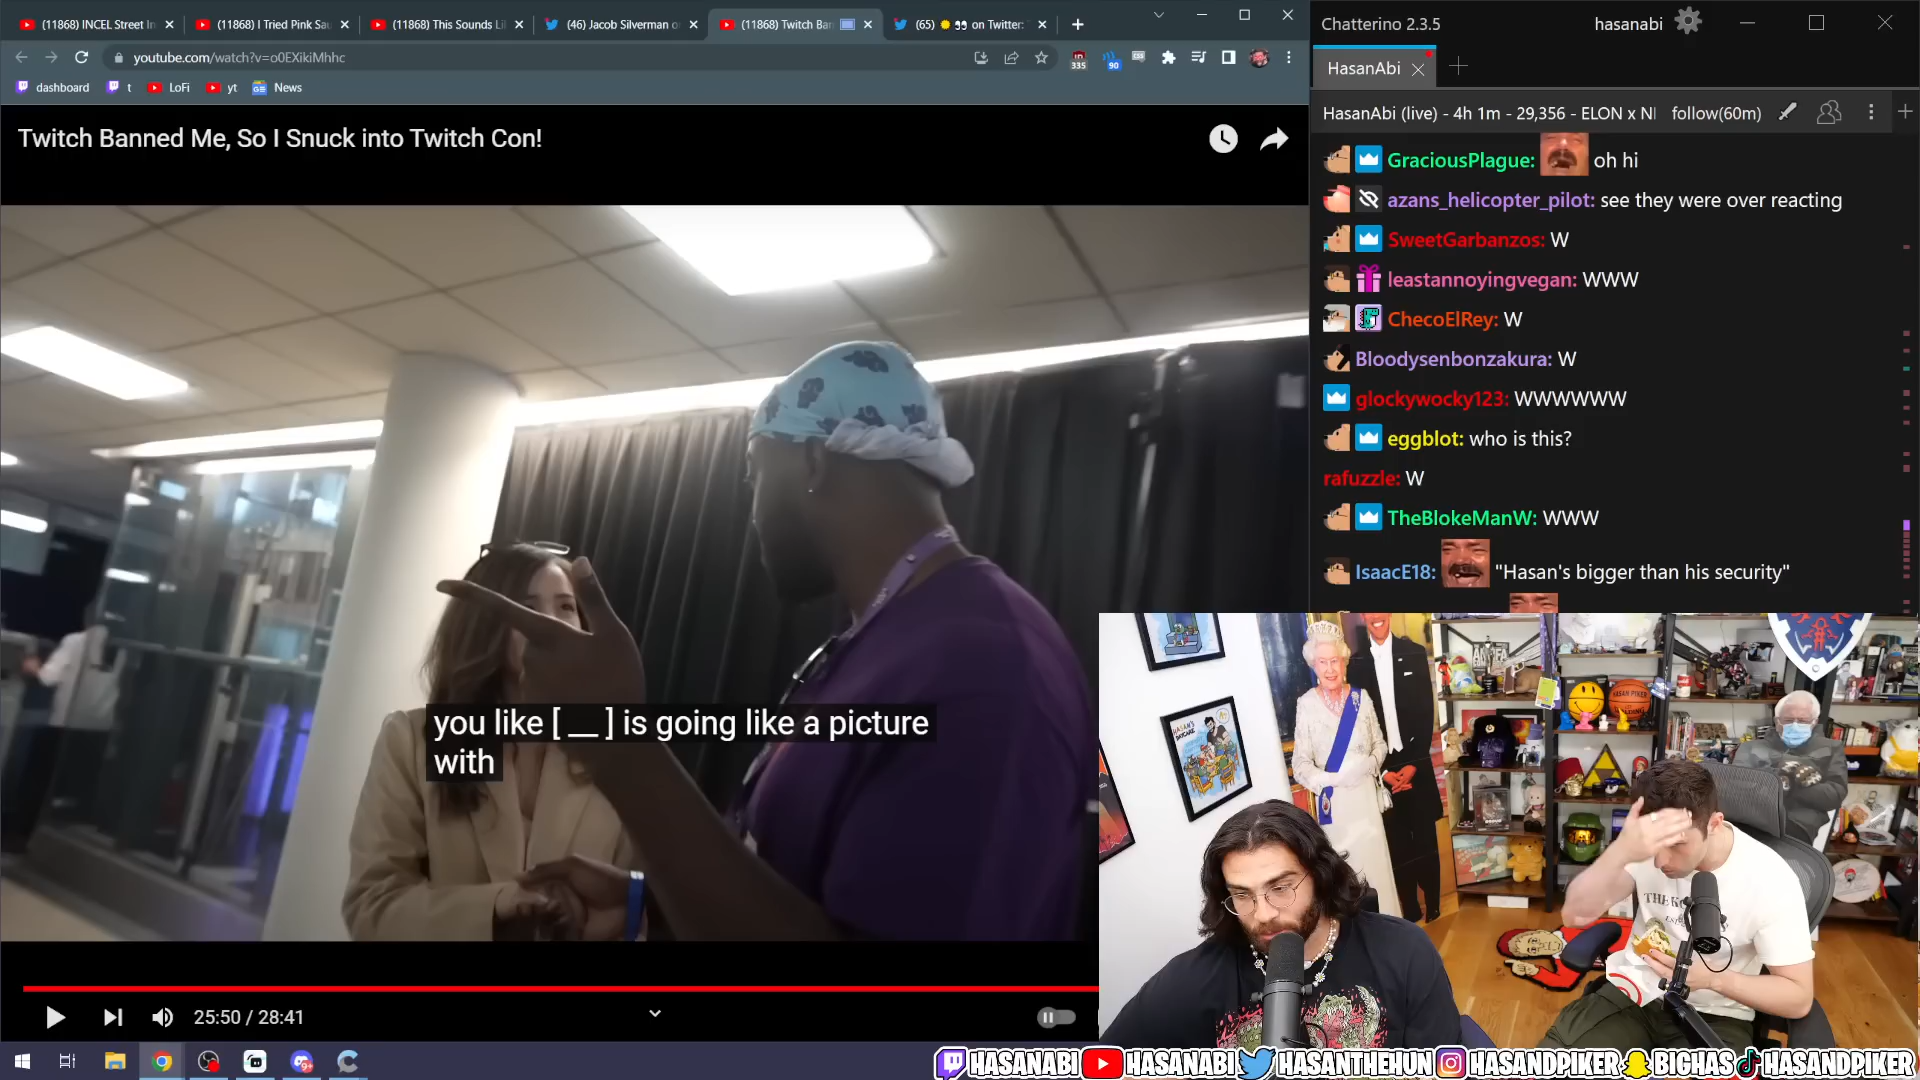 (11868) INCEL Street In
(11868) I Tried Pink Sau
(11868) This Sounds Li
(46) Jacob Silverman o
(11868) Twitch Ban
(65) 🌞 👀 on Twitter:
youtube.com/watch?v=o0EXikiMhhc
335
90
dashboard
t
LoFi
yt
News
Twitch Banned Me, So I Snuck into Twitch Con!
you like [ __ ] is going like a picture
with
25:50 / 28:41
Chatterino 2.3.5
hasanabi
HasanAbi
HasanAbi (live) - 4h 1m - 29,356 - ELON x NI
follow(60m)
GraciousPlague: oh hi
azans_helicopter_pilot: see they were over reacting
SweetGarbanzos: W
leastannoyingvegan: WWW
ChecoElRey: W
Bloodysenbonzakura: W
glockywocky123: WWWWWW
eggblot: who is this?
rafuzzle: W
TheBlokeManW: WWW
IsaacE18: "Hasan's bigger than his security"
HASAN PIKER
HASANABI
HASANABI
HASANTHEHUN
HASANDPIKER
BIGHAS
HASANDPIKER